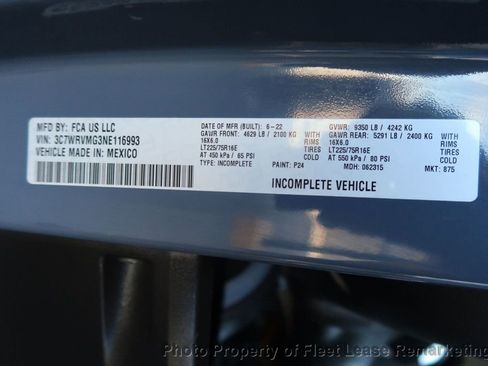 MFD BY: FCA US LLC
VIN: 3C7WRVMG3NE116993
VEHICLE MADE IN: MEXICO
DATE OF MFR (BUILT): 6-22
GAWR FRONT: 4629 LB / 2100 KG WITH
16X6.0 RIMS
LT225/75R16E TIRES
AT 450 kPa / 65 PSI COLD
TYPE: INCOMPLETE PAINT: P24
GVWR: 9350 LB / 4242 KG
GAWR REAR: 5291 LB / 2400 KG WITH
16X6.0 RIMS
LT225/75R16E TIRES
AT 550 kPa / 80 PSI COLD
MDH: 062315 MKT: 875
INCOMPLETE VEHICLE
Photo Property of Fleet Lease Remarketing